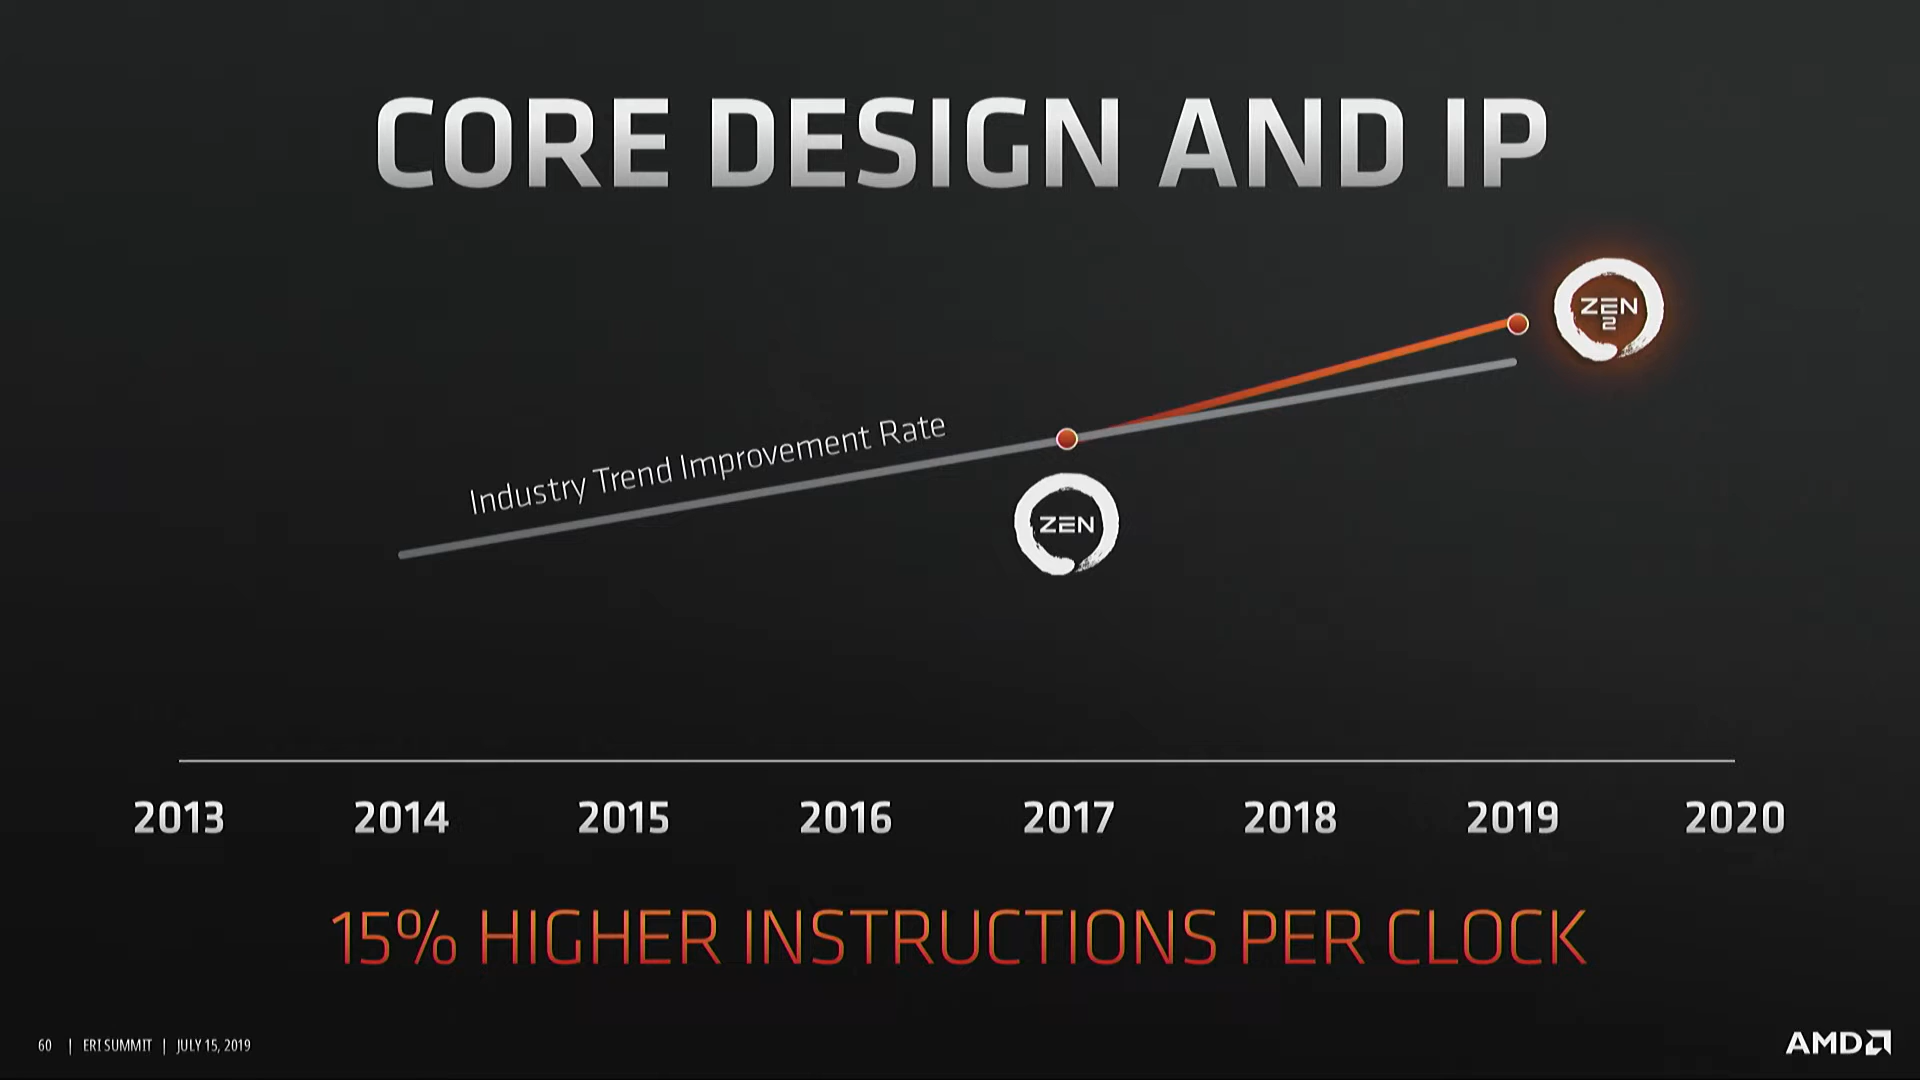 CORE DESIGN AND IP
ZEN
2
Industry Trend Improvement Rate
ZEN
2013 2014 2015 2016 2017 2018 2019 2020
15% HIGHER INSTRUCTIONS PER CLOCK
60 | ERI SUMMIT | JULY 15, 2019
AMD